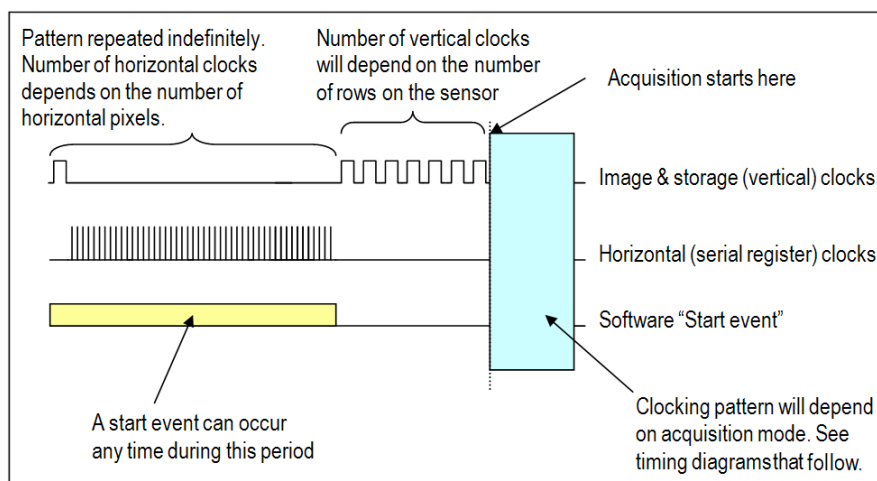 Pattern repeated indefinitely.
Number of horizontal clocks
depends on the number of
horizontal pixels.
Number of vertical clocks
will depend on the number
of rows on the sensor
Acquisition starts here
Image & storage (vertical) clocks
Horizontal (serial register) clocks
Software “Start event”
A start event can occur
any time during this period
Clocking pattern will depend
on acquisition mode. See
timing diagrams that follow.